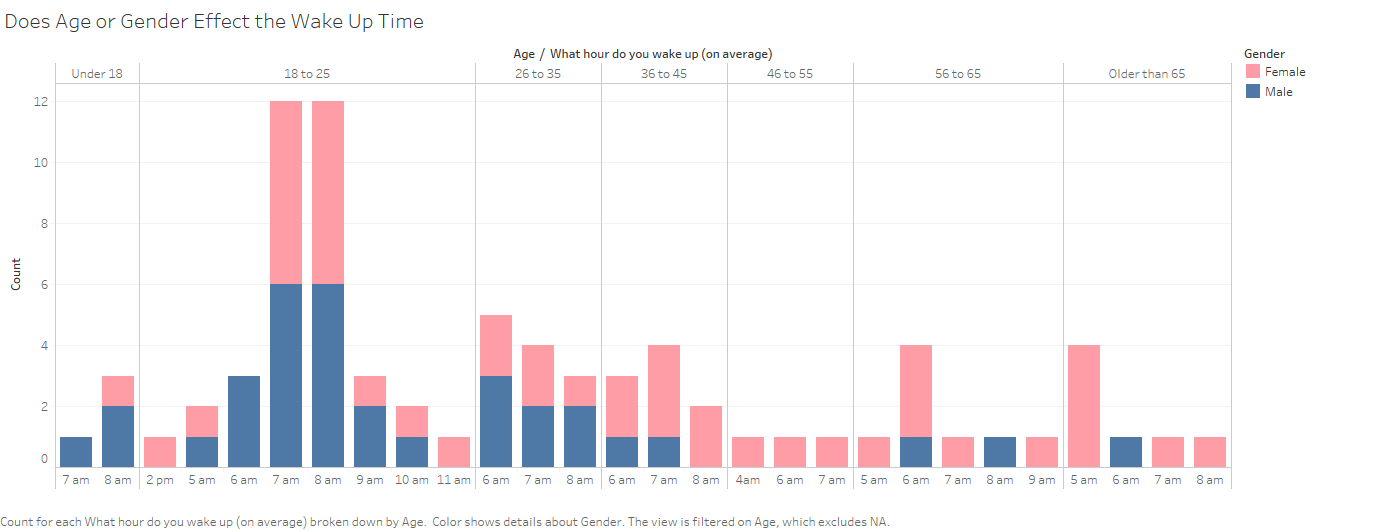 Does Age or Gender Effect the Wake Up Time
Age / What hour do you wake up (on average)
Under 18 18 to 25 26 to 35 36 to 45 46 to 55 56 to 65 Older than 65
Gender
Female
Male
12
10
8
6
4
2
0
Count
7 am 8 am 2 pm 5 am 6 am 7 am 8 am 9 am 10 am 11 am 6 am 7 am 8 am 6 am 7 am 8 am 4am 6 am 7 am 5 am 6 am 7 am 8 am 9 am 5 am 6 am 7 am 8 am
Count for each What hour do you wake up (on average) broken down by Age. Color shows details about Gender. The view is filtered on Age, which excludes NA.